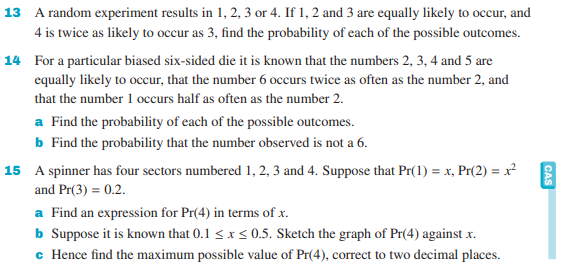 13 A random experiment results in 1, 2, 3 or 4. If 1, 2 and 3 are equally likely to occur, and
4 is twice as likely to occur as 3, find the probability of each of the possible outcomes.
14 For a particular biased six-sided die it is known that the numbers 2, 3, 4 and 5 are
equally likely to occur, that the number 6 occurs twice as often as the number 2, and
that the number 1 occurs half as often as the number 2.
a Find the probability of each of the possible outcomes.
b Find the probability that the number observed is not a 6.
15 A spinner has four sectors numbered 1, 2, 3 and 4. Suppose that Pr(1) = x, Pr(2) = x²
and Pr(3) = 0.2.
a Find an expression for Pr(4) in terms of x.
b Suppose it is known that 0.1 ≤ x ≤ 0.5. Sketch the graph of Pr(4) against x.
c Hence find the maximum possible value of Pr(4), correct to two decimal places.
CAS